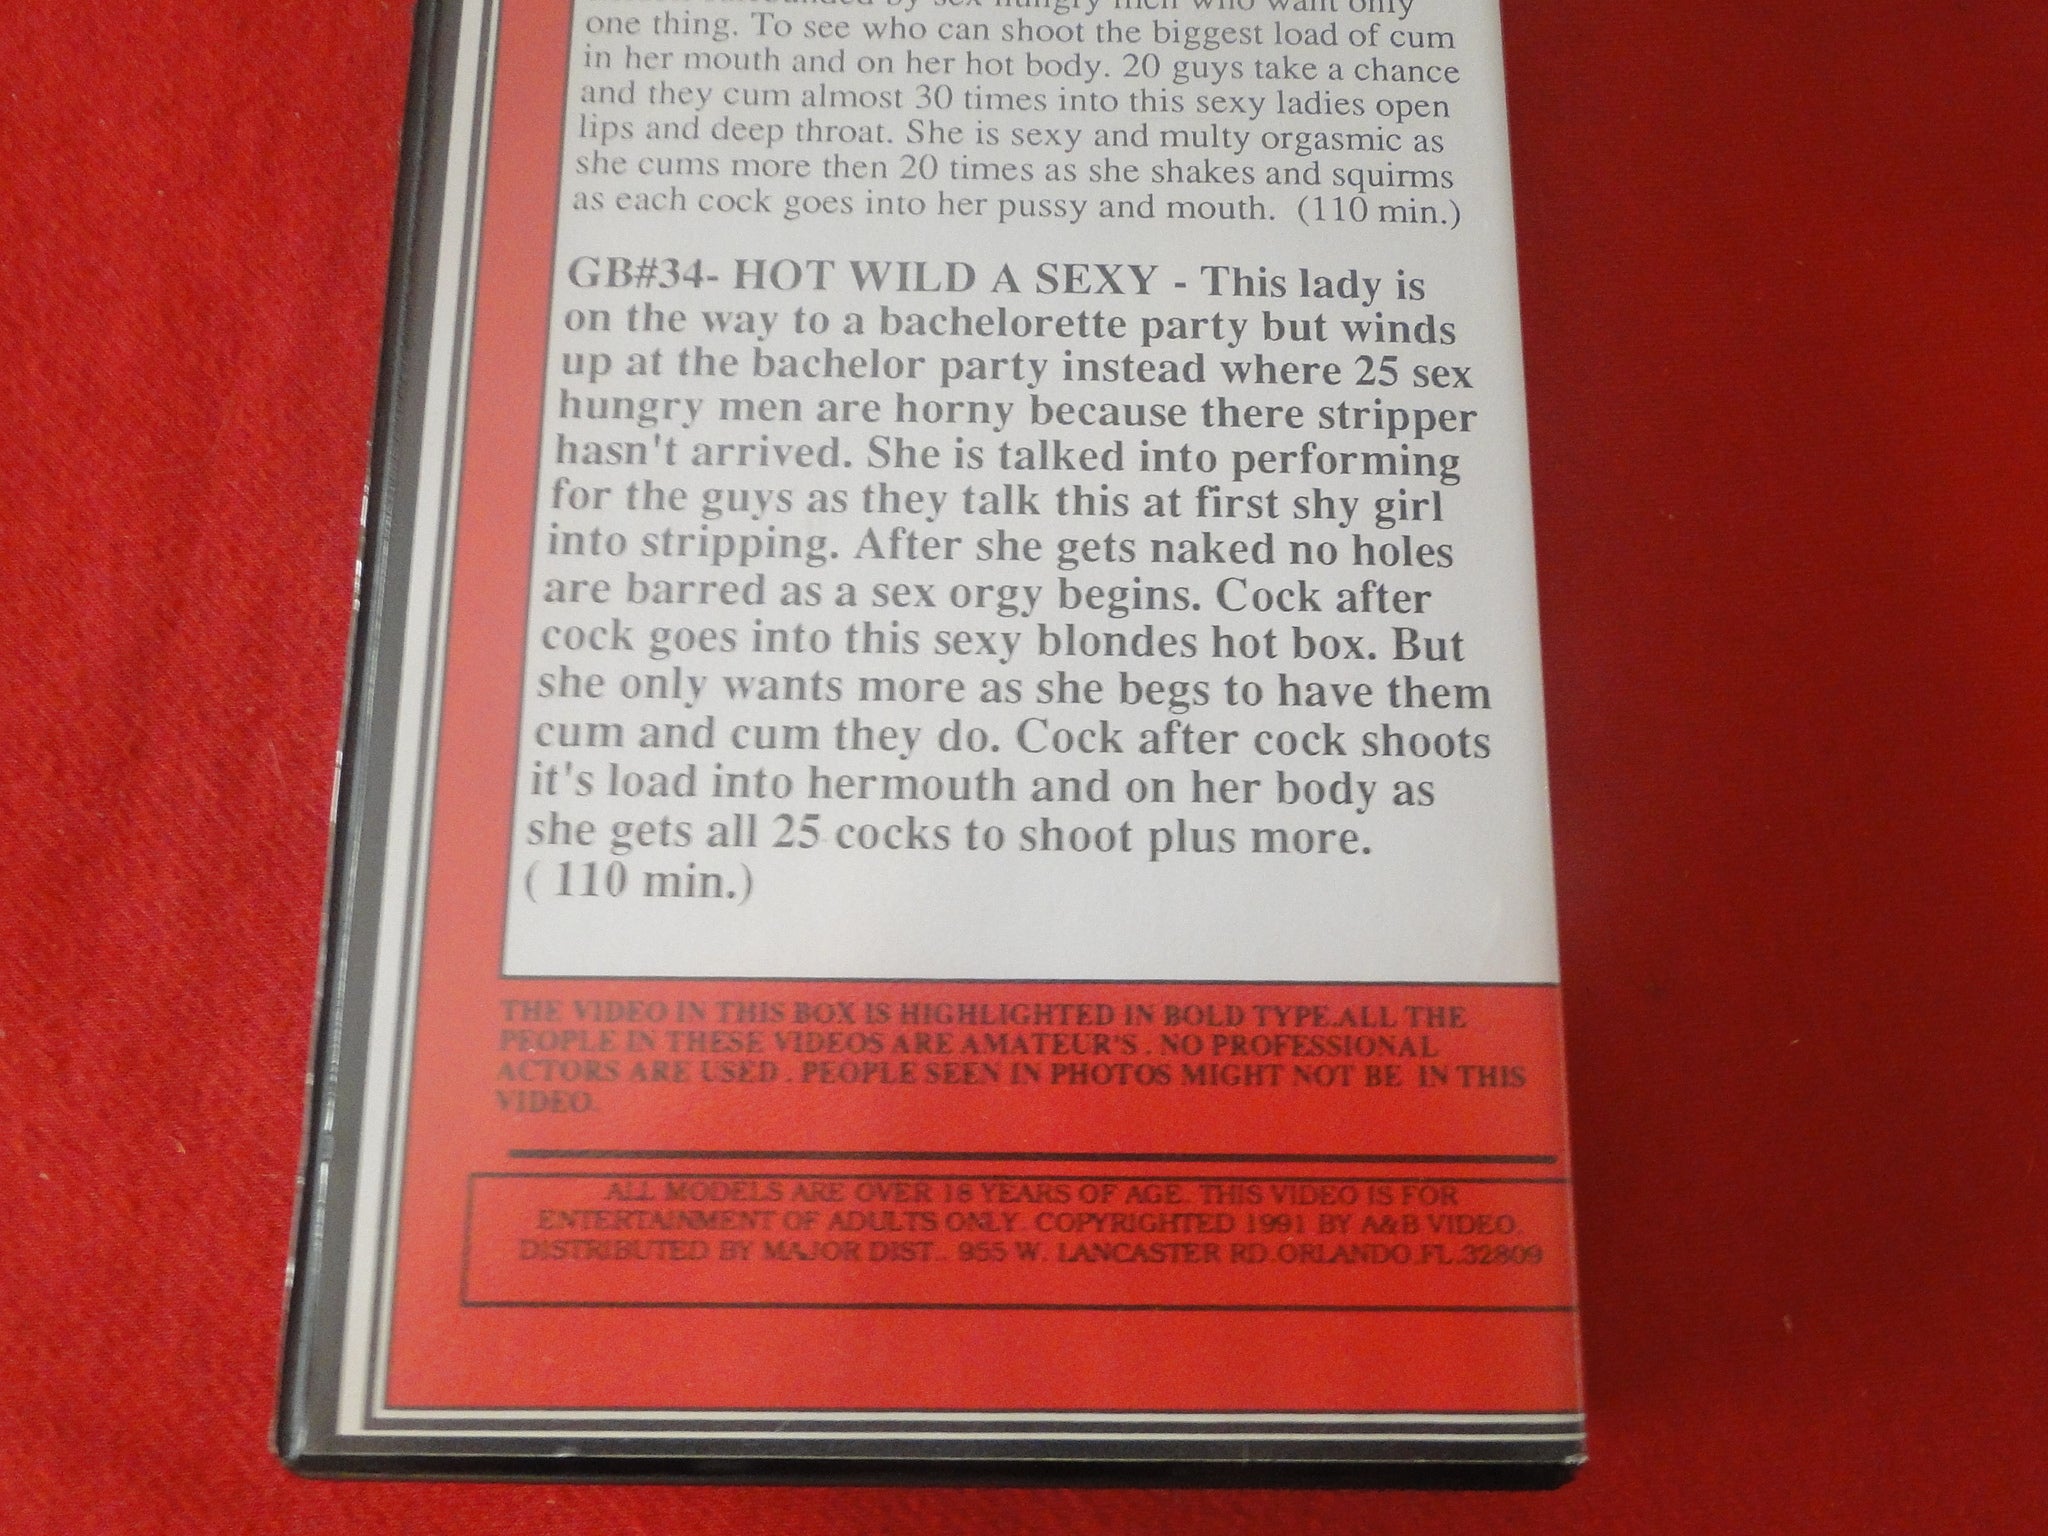 surrounded by sex hungry men who want only
one thing. To see who can shoot the biggest load of cum
in her mouth and on her hot body. 20 guys take a chance
and they cum almost 30 times into this sexy ladies open
lips and deep throat. She is sexy and multy orgasmic as
she cums more then 20 times as she shakes and squirms
as each cock goes into her pussy and mouth. (110 min.)
GB#34- HOT WILD A SEXY - This lady is
on the way to a bachelorette party but winds
up at the bachelor party instead where 25 sex
hungry men are horny because there stripper
hasn't arrived. She is talked into performing
for the guys as they talk this at first shy girl
into stripping. After she gets naked no holes
are barred as a sex orgy begins. Cock after
cock goes into this sexy blondes hot box. But
she only wants more as she begs to have them
cum and cum they do. Cock after cock shoots
it's load into hermouth and on her body as
she gets all 25 cocks to shoot plus more.
( 110 min.)
THE VIDEO IN THIS BOX IS HIGHLIGHTED IN BOLD TYPE.ALL THE
PEOPLE IN THESE VIDEOS ARE AMATEUR'S . NO PROFESSIONAL
ACTORS ARE USED . PEOPLE SEEN IN PHOTOS MIGHT NOT BE IN THIS
VIDEO.
ALL MODELS ARE OVER 18 YEARS OF AGE. THIS VIDEO IS FOR
ENTERTAINMENT OF ADULTS ONLY. COPYRIGHTED 1991 BY A&B VIDEO.
DISTRIBUTED BY MAJOR DIST.. 955 W. LANCASTER RD.ORLANDO.FL.32809